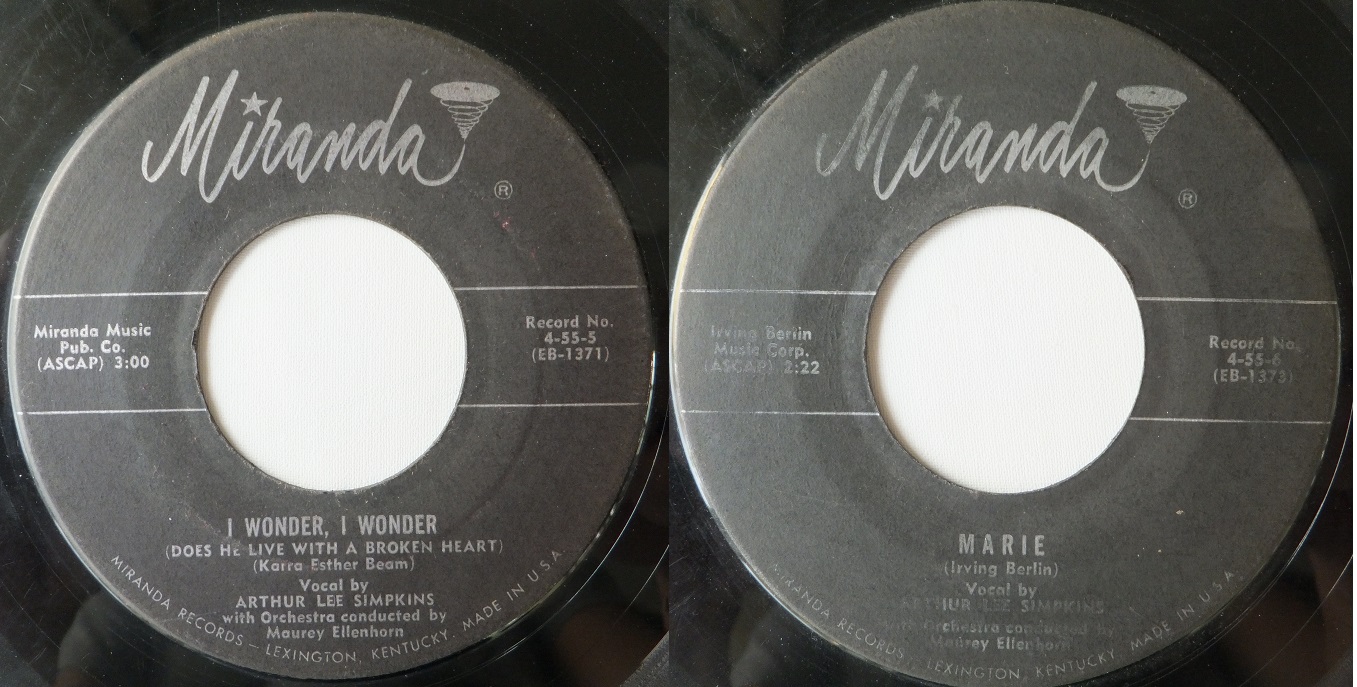 Miranda
®
Miranda Music
Pub. Co.
(ASCAP) 3:00
Record No.
4-55-5
(EB-1371)
I WONDER, I WONDER
(DOES HE LIVE WITH A BROKEN HEART)
(Karra Esther Beam)
Vocal by
ARTHUR LEE SIMPKINS
with Orchestra conducted by
Maurey Ellenhorn
MIRANDA RECORDS — LEXINGTON, KENTUCKY. MADE IN U.S.A.
Miranda
®
Irving Berlin
Music Corp.
(ASCAP) 2:22
Record No.
4-55-6
(EB-1373)
MARIE
(Irving Berlin)
Vocal by
ARTHUR LEE SIMPKINS
with Orchestra conducted by
Maurey Ellenhorn
MIRANDA RECORDS — LEXINGTON, KENTUCKY. MADE IN U.S.A.